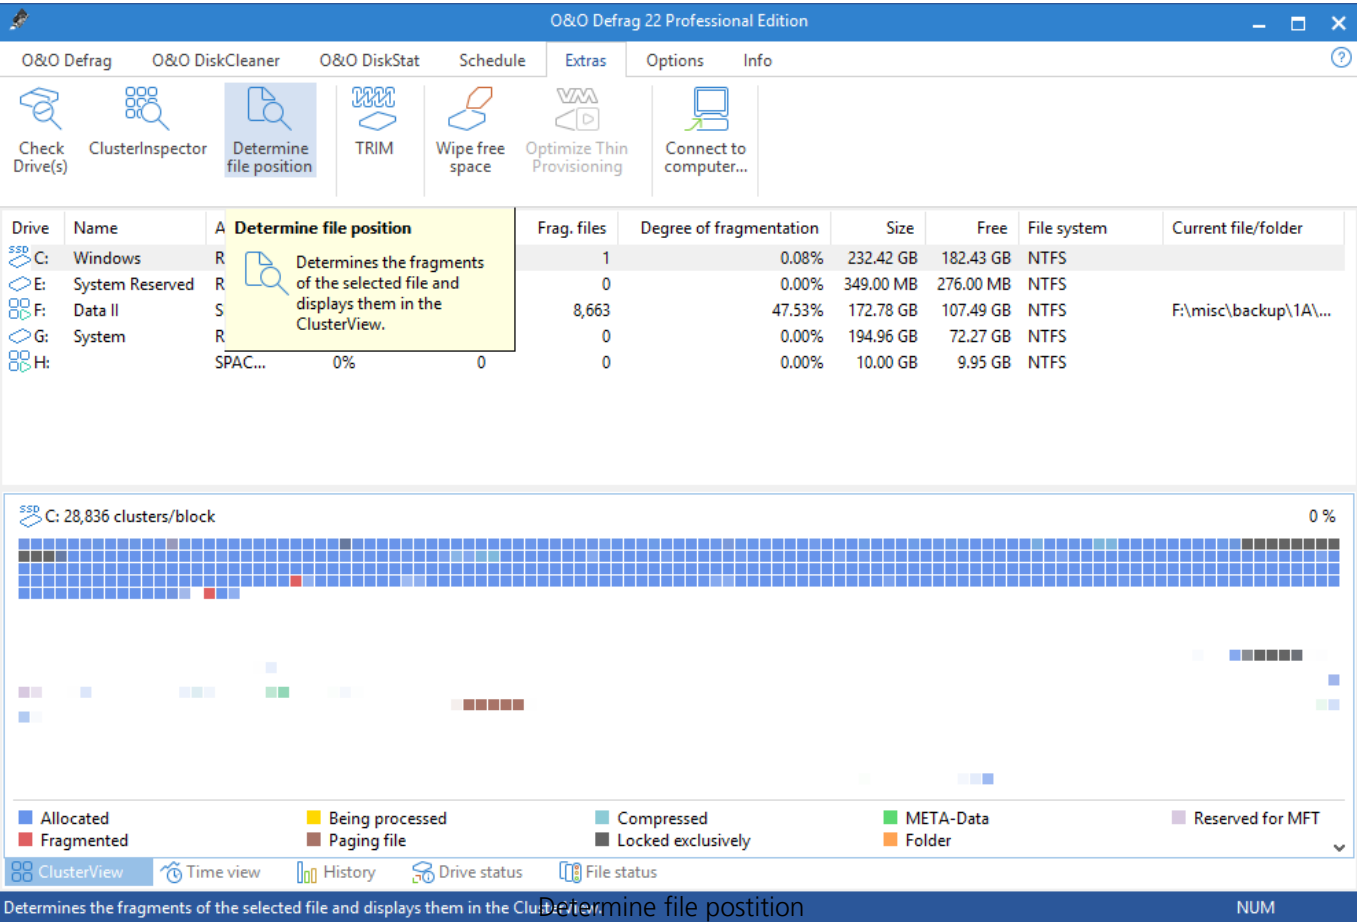 O&O Defrag 22 Professional Edition
O&O Defrag O&O DiskCleaner O&O DiskStat Schedule Extras Options Info
Check Drive(s)
ClusterInspector
Determine file position
TRIM
Wipe free space
Optimize Thin Provisioning
Connect to computer...
Drive Name A Frag. files Degree of fragmentation Size Free File system Current file/folder
SSD C: Windows R 1 0.08% 232.42 GB 182.43 GB NTFS
E: System Reserved R 0 0.00% 349.00 MB 276.00 MB NTFS
F: Data II S 8,663 47.53% 172.78 GB 107.49 GB NTFS F:\misc\backup\1A\...
G: System R 0 0.00% 194.96 GB 72.27 GB NTFS
H: SPAC... 0% 0 0 0.00% 10.00 GB 9.95 GB NTFS
Determine file position
Determines the fragments
of the selected file and
displays them in the
ClusterView.
SSD C: 28,836 clusters/block 0 %
Allocated Being processed Compressed META-Data Reserved for MFT
Fragmented Paging file Locked exclusively Folder
ClusterView Time view History Drive status File status
Determines the fragments of the selected file and displays them in the ClusterView. NUM
Determine file postition